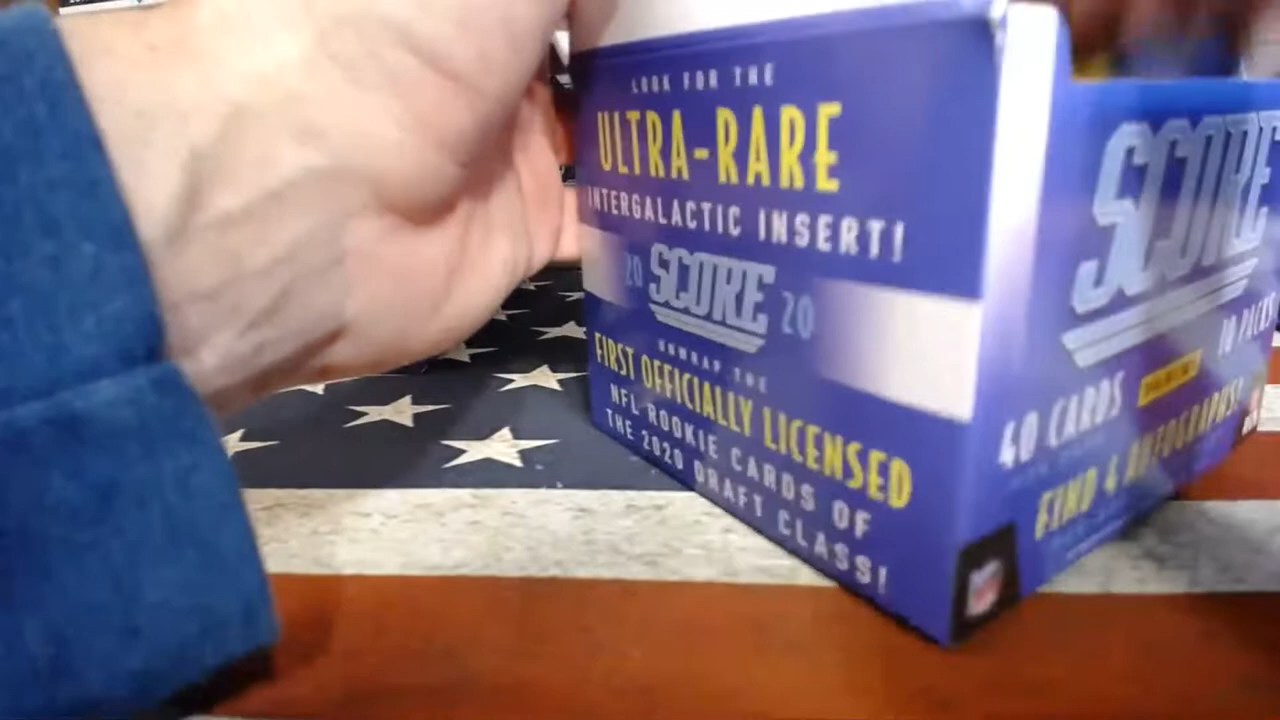 LOOK FOR THE
ULTRA-RARE
INTERGALACTIC INSERT!
20 SCORE 20
UNWRAP THE
FIRST OFFICIALLY LICENSED
NFL ROOKIE CARDS OF
THE 2020 DRAFT CLASS!
SCORE
10 PACKS
40 CARDS
PANINI
FIND 4 AUTOGRAPHS!